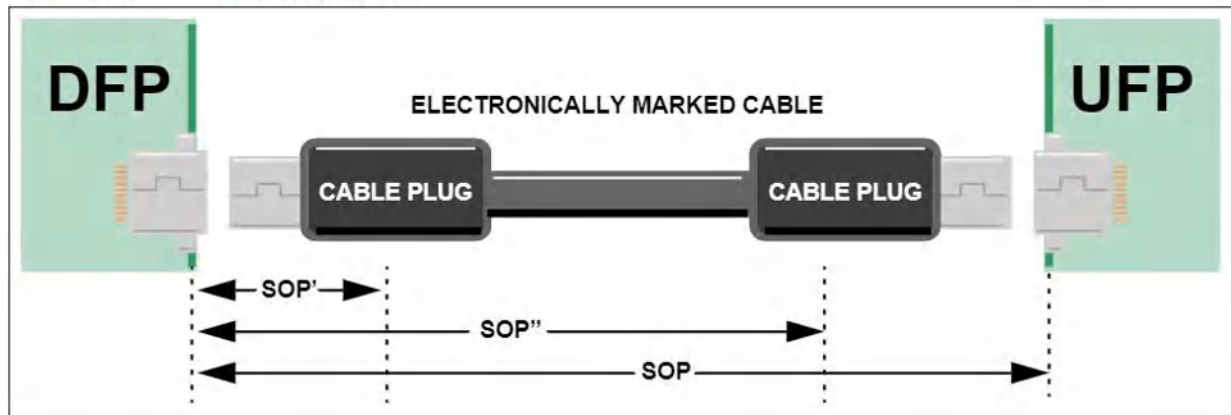 DFP
UFP
ELECTRONICALLY MARKED CABLE
CABLE PLUG
CABLE PLUG
SOP’
SOP”
SOP